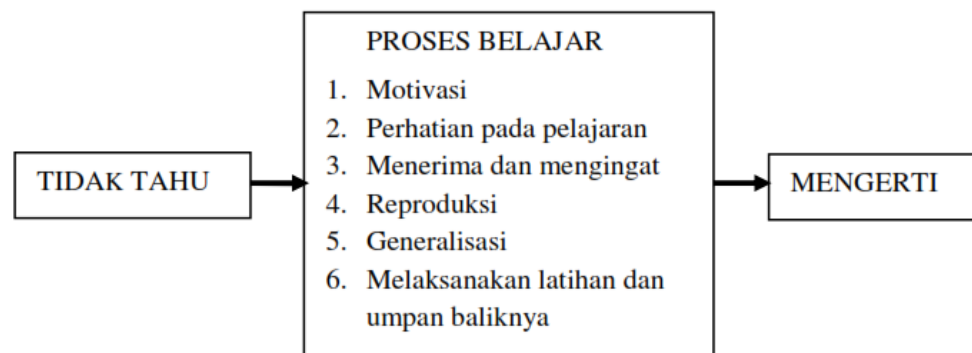 TIDAK TAHU
PROSES BELAJAR
1. Motivasi
2. Perhatian pada pelajaran
3. Menerima dan mengingat
4. Reproduksi
5. Generalisasi
6. Melaksanakan latihan dan
umpan baliknya
MENGERTI